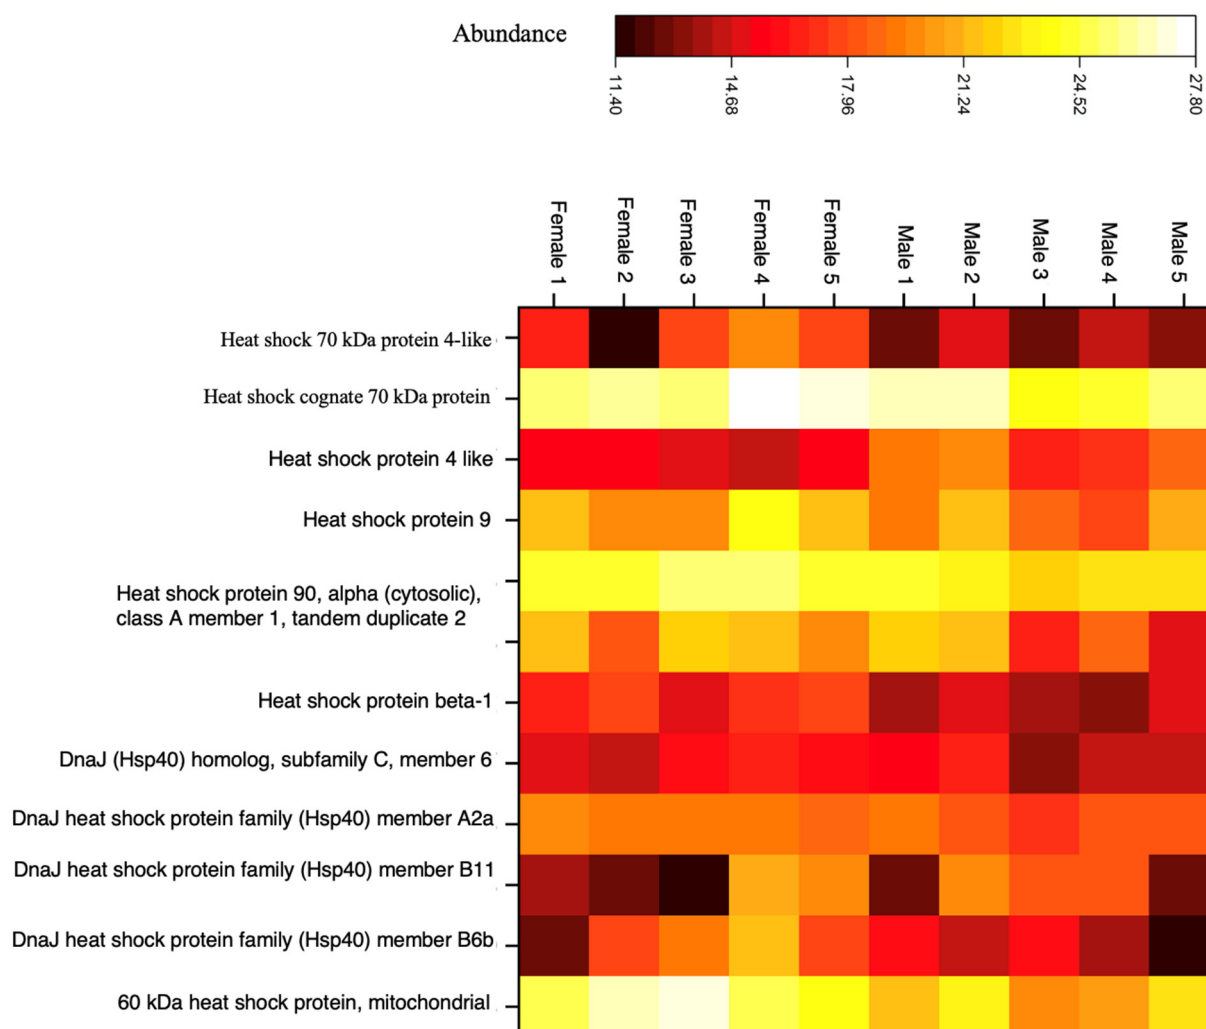 Abundance
11.40
14.68
17.96
21.24
24.52
27.80
Female 1
Female 2
Female 3
Female 4
Female 5
Male 1
Male 2
Male 3
Male 4
Male 5
Heat shock 70 kDa protein 4-like
Heat shock cognate 70 kDa protein
Heat shock protein 4 like
Heat shock protein 9
Heat shock protein 90, alpha (cytosolic),
class A member 1, tandem duplicate 2
Heat shock protein beta-1
DnaJ (Hsp40) homolog, subfamily C, member 6
DnaJ heat shock protein family (Hsp40) member A2a
DnaJ heat shock protein family (Hsp40) member B11
DnaJ heat shock protein family (Hsp40) member B6b
60 kDa heat shock protein, mitochondrial